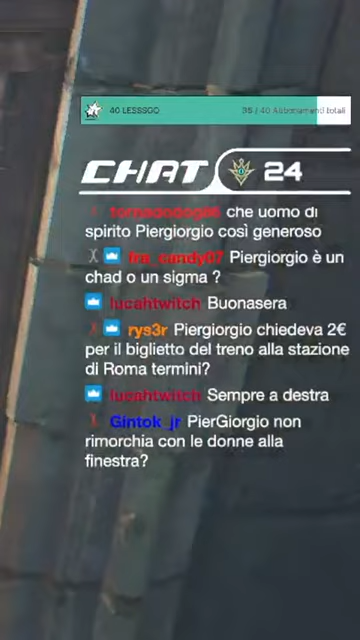 40 LESSSGO 35 / 40 Abbonamenti totali
CHAT 24
che uomo di
spirito Piergiorgio così generoso
fra_candy07 Piergiorgio è un
chad o un sigma ?
lucahtwitch Buonasera
rys3r Piergiorgio chiedeva 2€
per il biglietto del treno alla stazione
di Roma termini?
lucahtwitch Sempre a destra
Gintok_jr PierGiorgio non
rimorchia con le donne alla
finestra?